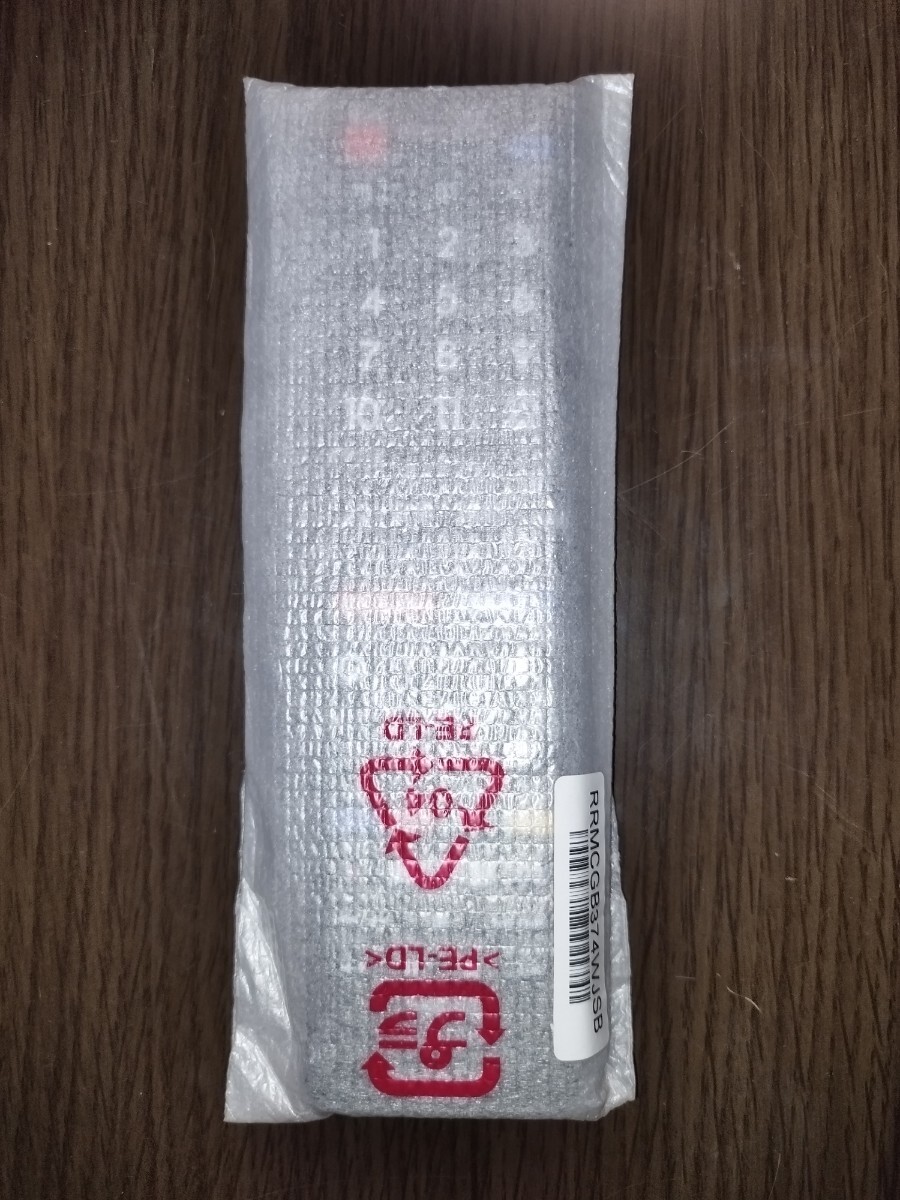 1 2 3
4 5 6
7 8 9
10 11 12
PE-LD
04
>PE-LD<
プラ
RRMCGB374WJSB